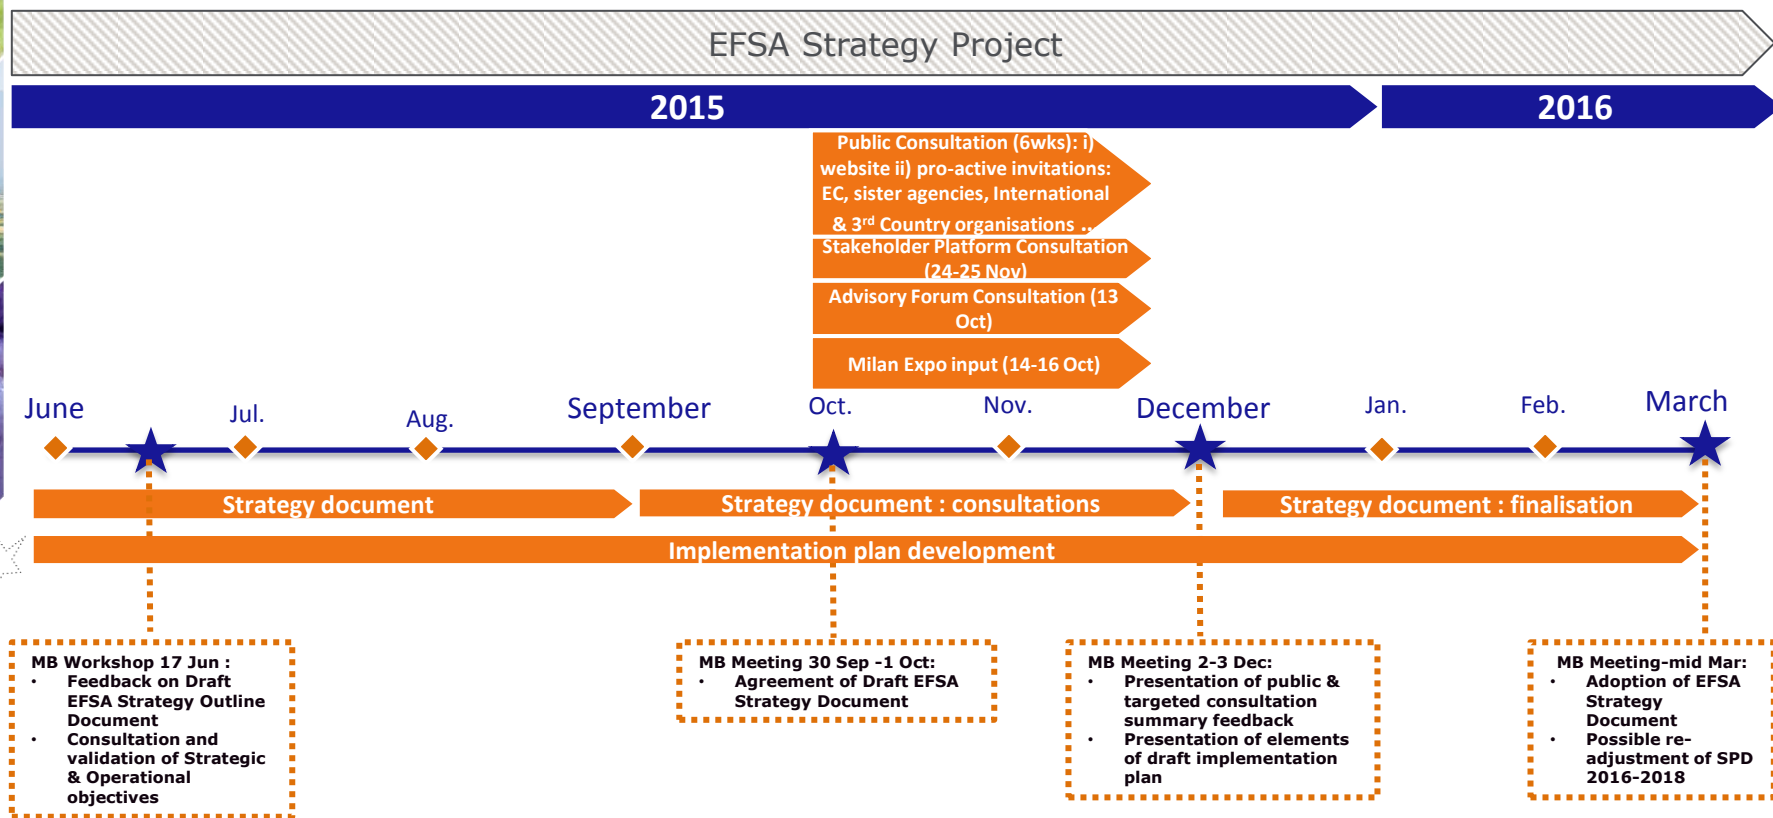 EFSA Strategy Project
2015
2016
Public Consultation (6wks): i)
website ii) pro-active invitations:
EC, sister agencies, International
& 3rd Country organisations ..
Stakeholder Platform Consultation
(24-25 Nov)
Advisory Forum Consultation (13
Oct)
Milan Expo input (14-16 Oct)
June
Jul.
Aug.
September
Oct.
Nov.
December
Jan.
Feb.
March
Strategy document
Strategy document : consultations
Strategy document : finalisation
Implementation plan development
MB Workshop 17 Jun :
• Feedback on Draft
EFSA Strategy Outline
Document
• Consultation and
validation of Strategic
& Operational
objectives
MB Meeting 30 Sep -1 Oct:
• Agreement of Draft EFSA
Strategy Document
MB Meeting 2-3 Dec:
• Presentation of public &
targeted consultation
summary feedback
• Presentation of elements
of draft implementation
plan
MB Meeting-mid Mar:
• Adoption of EFSA
Strategy
Document
• Possible re-
adjustment of SPD
2016-2018